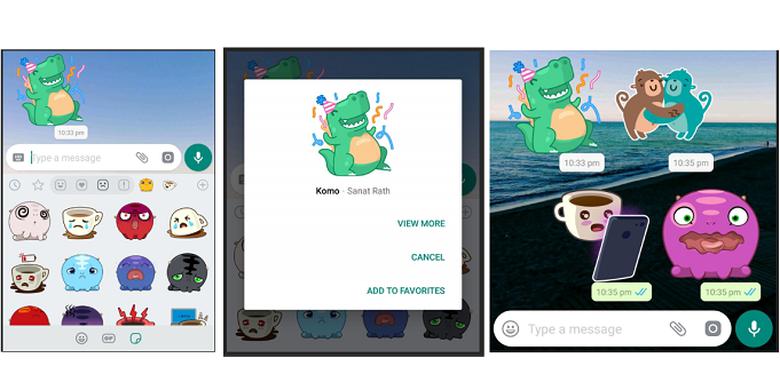 10:33 pm
Type a message
GIF
Komo · Sanat Rath
VIEW MORE
CANCEL
ADD TO FAVORITES
10:33 pm
10:35 pm
10:35 pm
10:35 pm
Type a message